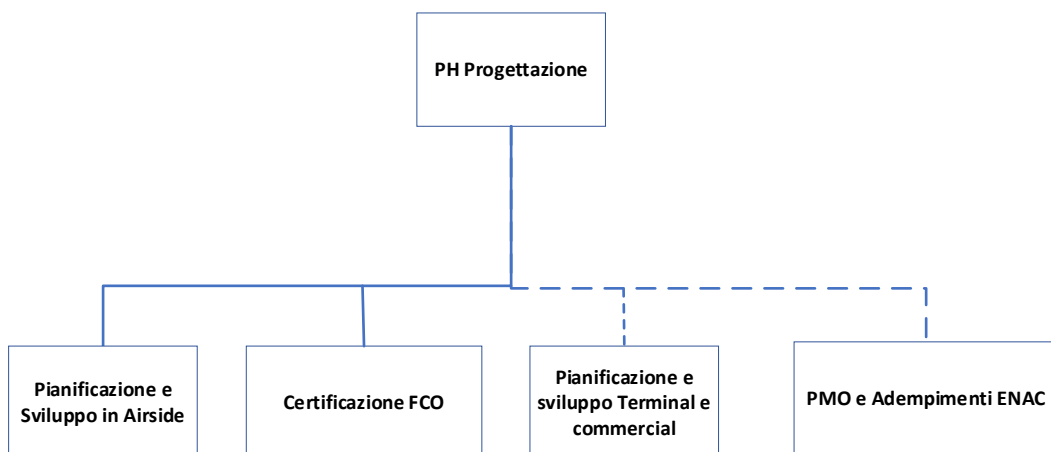 PH Progettazione
Pianificazione e
Sviluppo in Airside
Certificazione FCO
Pianificazione e
sviluppo Terminal e
commercial
PMO e Adempimenti ENAC